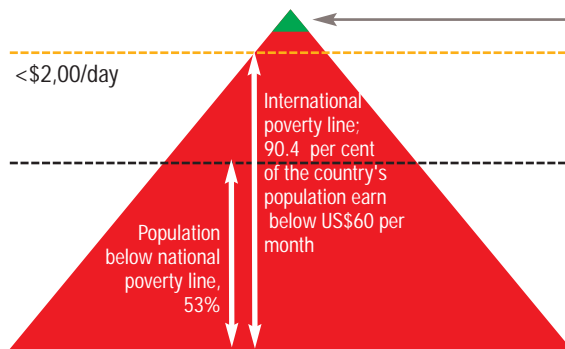 <$2,00/day
International
poverty line;
90.4 per cent
of the country's
population earn
below US$60 per
month
Population
below national
poverty line,
53%